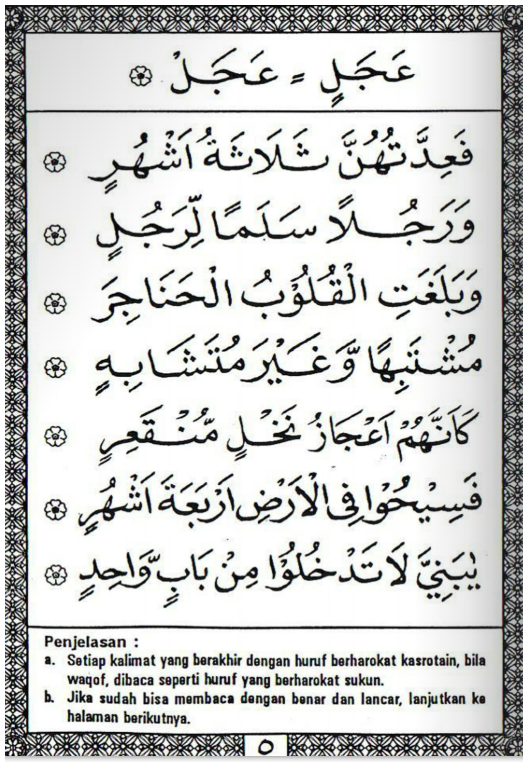 عَجَلٍ = عَجَلْ
فَعِدَّتُهُنَّ ثَلَاثَةُ اَشْهُرٍ
وَرَجُلًا سَلَمًا لِّرَجُلٍ
وَبَلَغَتِ الْقُلُوْبُ الْحَنَاجِرَ
مُشْتَبِهًا وَّغَيْرَ مُتَشَابِهٍ
كَاَنَّهُمْ اَعْجَازُ نَخْلٍ مُّنْقَعِرٍ
فَسِيْحُوْا فِى الْاَرْضِ اَرْبَعَةَ اَشْهُرٍ
يٰبَنِيَّ لَا تَدْخُلُوْا مِنْ بَابٍ وَّاحِدٍ
Penjelasan :
a. Setiap kalimat yang berakhir dengan huruf berharokat kasrotain, bila
waqof, dibaca seperti huruf yang berharokat sukun.
b. Jika sudah bisa membaca dengan benar dan lancar, lanjutkan ke
halaman berikutnya.
٥